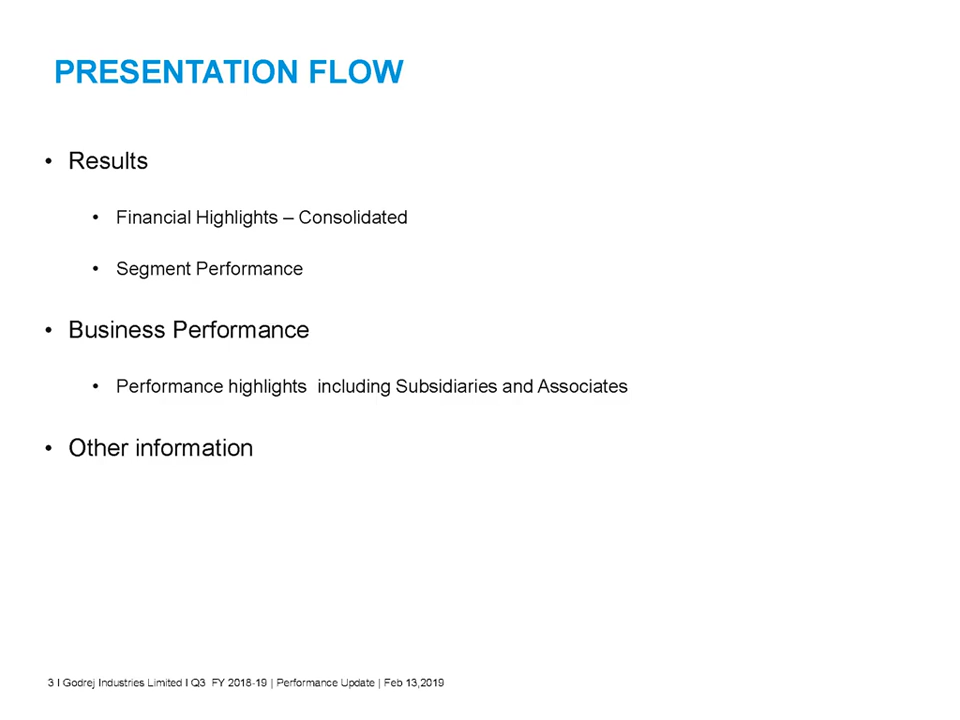 PRESENTATION FLOW
• Results
• Financial Highlights – Consolidated
• Segment Performance
• Business Performance
• Performance highlights  including Subsidiaries and Associates
• Other information
3 I Godrej Industries Limited I Q3  FY 2018-19 | Performance Update | Feb 13,2019